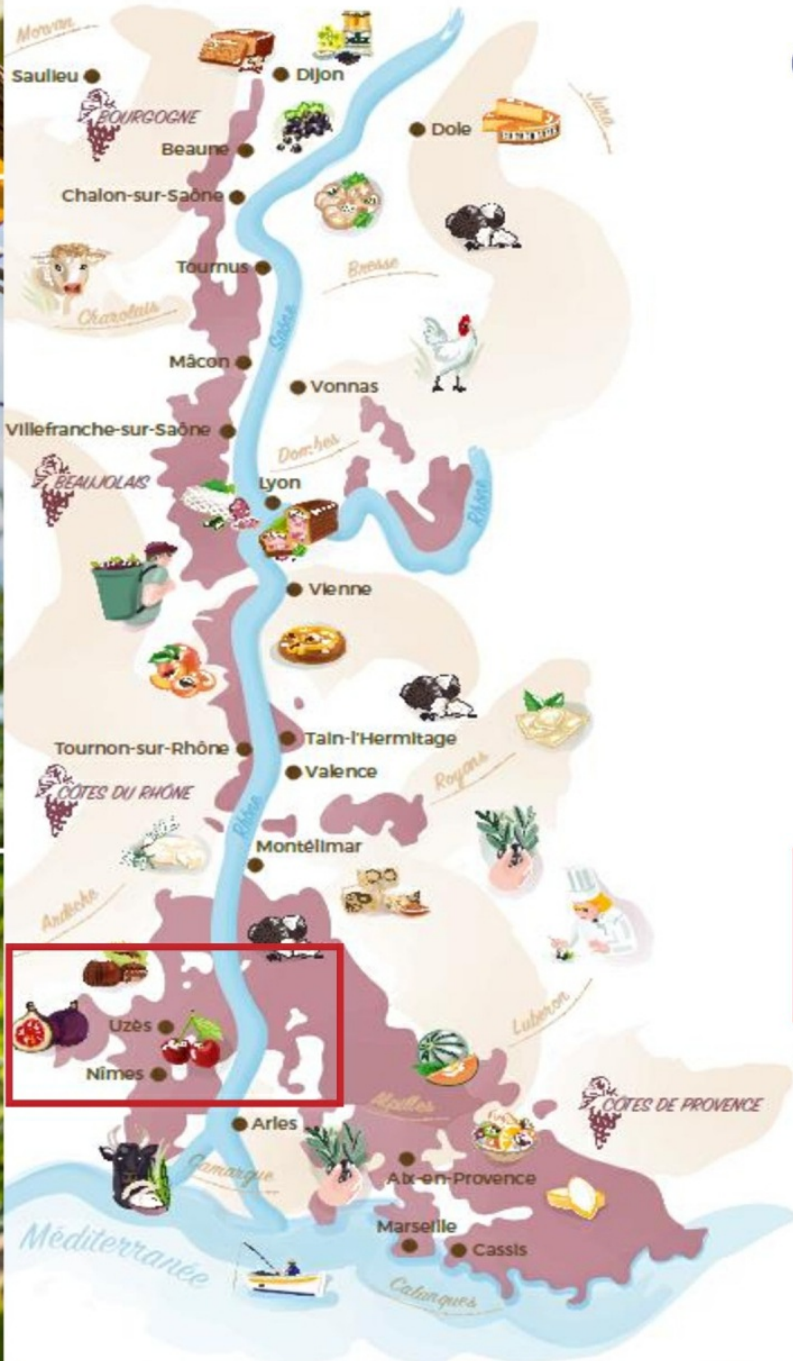 Morvan
Saulieu
Dijon
Jura
BOURGOGNE
Dole
Beaune
Chalon-sur-Saône
Tournus
Bresse
Charolais
Saône
Mâcon
Vonnas
Villefranche-sur-Saône
Dombes
BEAUJOLAIS
Lyon
Rhône
Vienne
Tain-l'Hermitage
Tournon-sur-Rhône
Valence
Royans
CÔTES DU RHÔNE
Rhône
Montélimar
Ardèche
Luberon
Uzès
Nîmes
Alpilles
CÔTES DE PROVENCE
Arles
Camargue
Aix-en-Provence
Marseille
Cassis
Méditerranée
Calanques